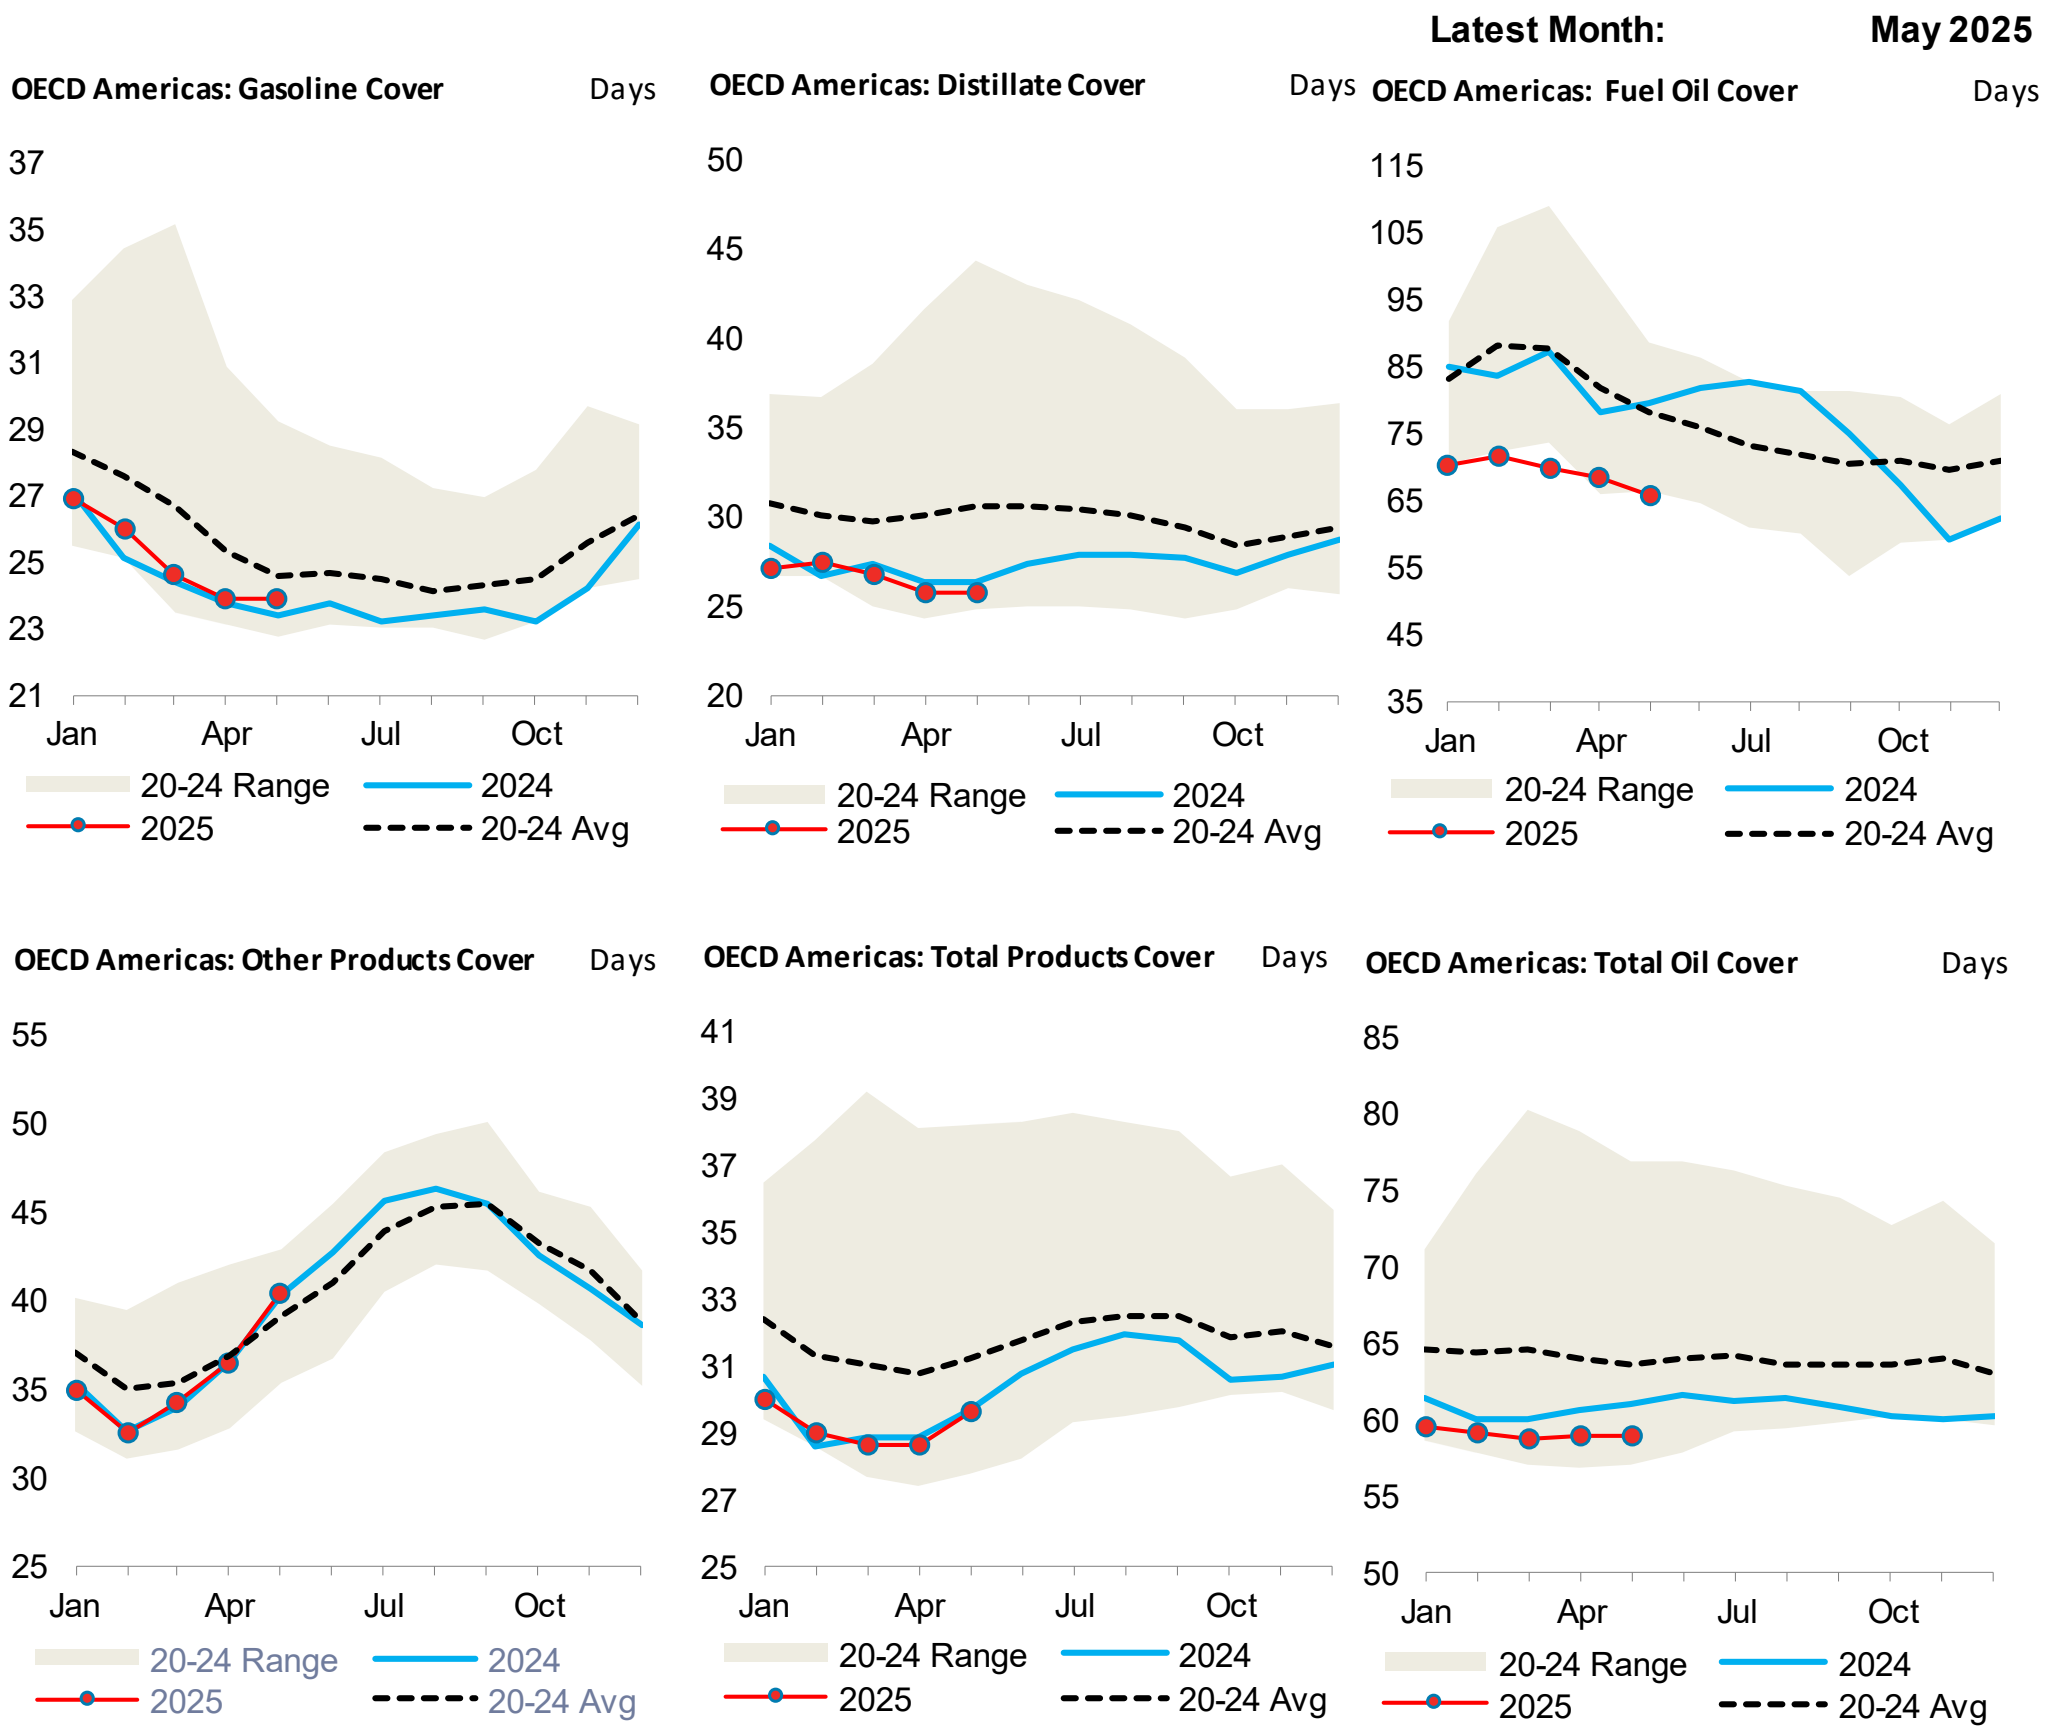 Latest Month: May 2025
OECD Americas: Gasoline Cover Days
37
35
33
31
29
27
25
23
21
Jan Apr Jul Oct
20-24 Range 2024
2025 20-24 Avg
OECD Americas: Distillate Cover Days
50
45
40
35
30
25
20
Jan Apr Jul Oct
20-24 Range 2024
2025 20-24 Avg
OECD Americas: Fuel Oil Cover Days
115
105
95
85
75
65
55
45
35
Jan Apr Jul Oct
20-24 Range 2024
2025 20-24 Avg
OECD Americas: Other Products Cover Days
55
50
45
40
35
30
25
Jan Apr Jul Oct
20-24 Range 2024
2025 20-24 Avg
OECD Americas: Total Products Cover Days
41
39
37
35
33
31
29
27
25
Jan Apr Jul Oct
20-24 Range 2024
2025 20-24 Avg
OECD Americas: Total Oil Cover Days
85
80
75
70
65
60
55
50
Jan Apr Jul Oct
20-24 Range 2024
2025 20-24 Avg